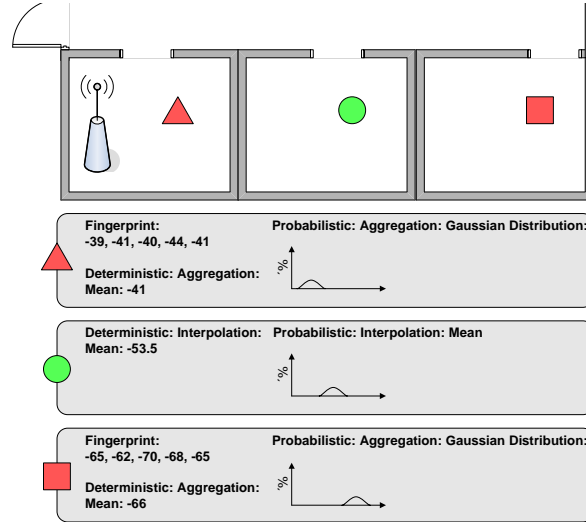 Fingerprint:
-39, -41, -40, -44, -41
Deterministic: Aggregation:
Mean: -41
Probabilistic: Aggregation: Gaussian Distribution:
%.
Deterministic: Interpolation:
Mean: -53.5
Probabilistic: Interpolation: Mean
%.
Fingerprint:
-65, -62, -70, -68, -65
Deterministic: Aggregation:
Mean: -66
Probabilistic: Aggregation: Gaussian Distribution:
%.